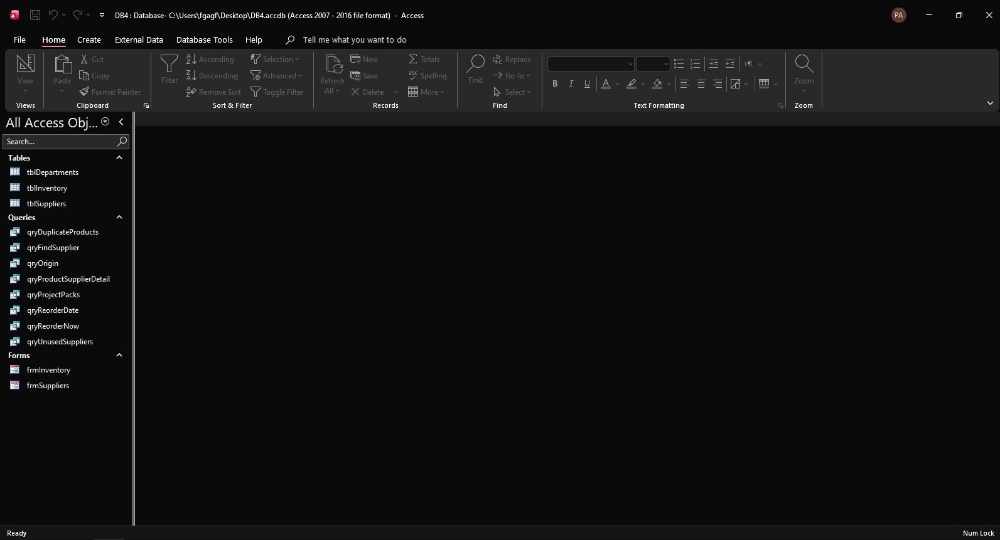 DB4 : Database- C:\Users\fgagf\Desktop\DB4.accdb (Access 2007 - 2016 file format) - Access
PA
File Home Create External Data Database Tools Help Tell me what you want to do
View
Views
Paste
Cut
Copy
Format Painter
Clipboard
Filter
Ascending
Descending
Remove Sort
Selection
Advanced
Toggle Filter
Sort & Filter
Refresh
All
New
Save
Delete
Totals
Spelling
More
Records
Find
Replace
Go To
Select
Find
B I U
Text Formatting
Zoom
Zoom
All Access Obj...
Search...
Tables
tblDepartments
tblInventory
tblSuppliers
Queries
qryDuplicateProducts
qryFindSupplier
qryOrigin
qryProductSupplierDetail
qryProjectPacks
qryReorderDate
qryReorderNow
qryUnusedSuppliers
Forms
frmInventory
frmSuppliers
Ready
Num Lock